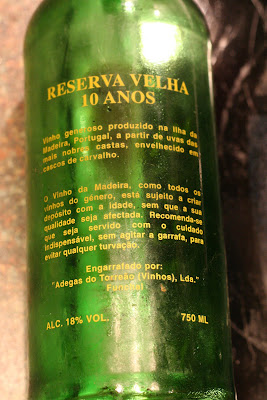 RESERVA VELHA
10 ANOS
Vinho generoso produzido na ilha da
Madeira, Portugal, a partir de uvas das
mais nobres castas, envelhecido em
cascos de carvalho.
O Vinho da Madeira, como todos os
vinhos do género, está sujeito a criar
depósito com a idade, sem que a sua
qualidade seja afectada. Recomenda-se
que seja servido com o cuidado
indispensável, sem agitar a garrafa, para
evitar qualquer turvação.
Engarrafado por:
"Adegas do Torreão (Vinhos), Lda."
Funchal
ALC. 18% VOL. 750 ML